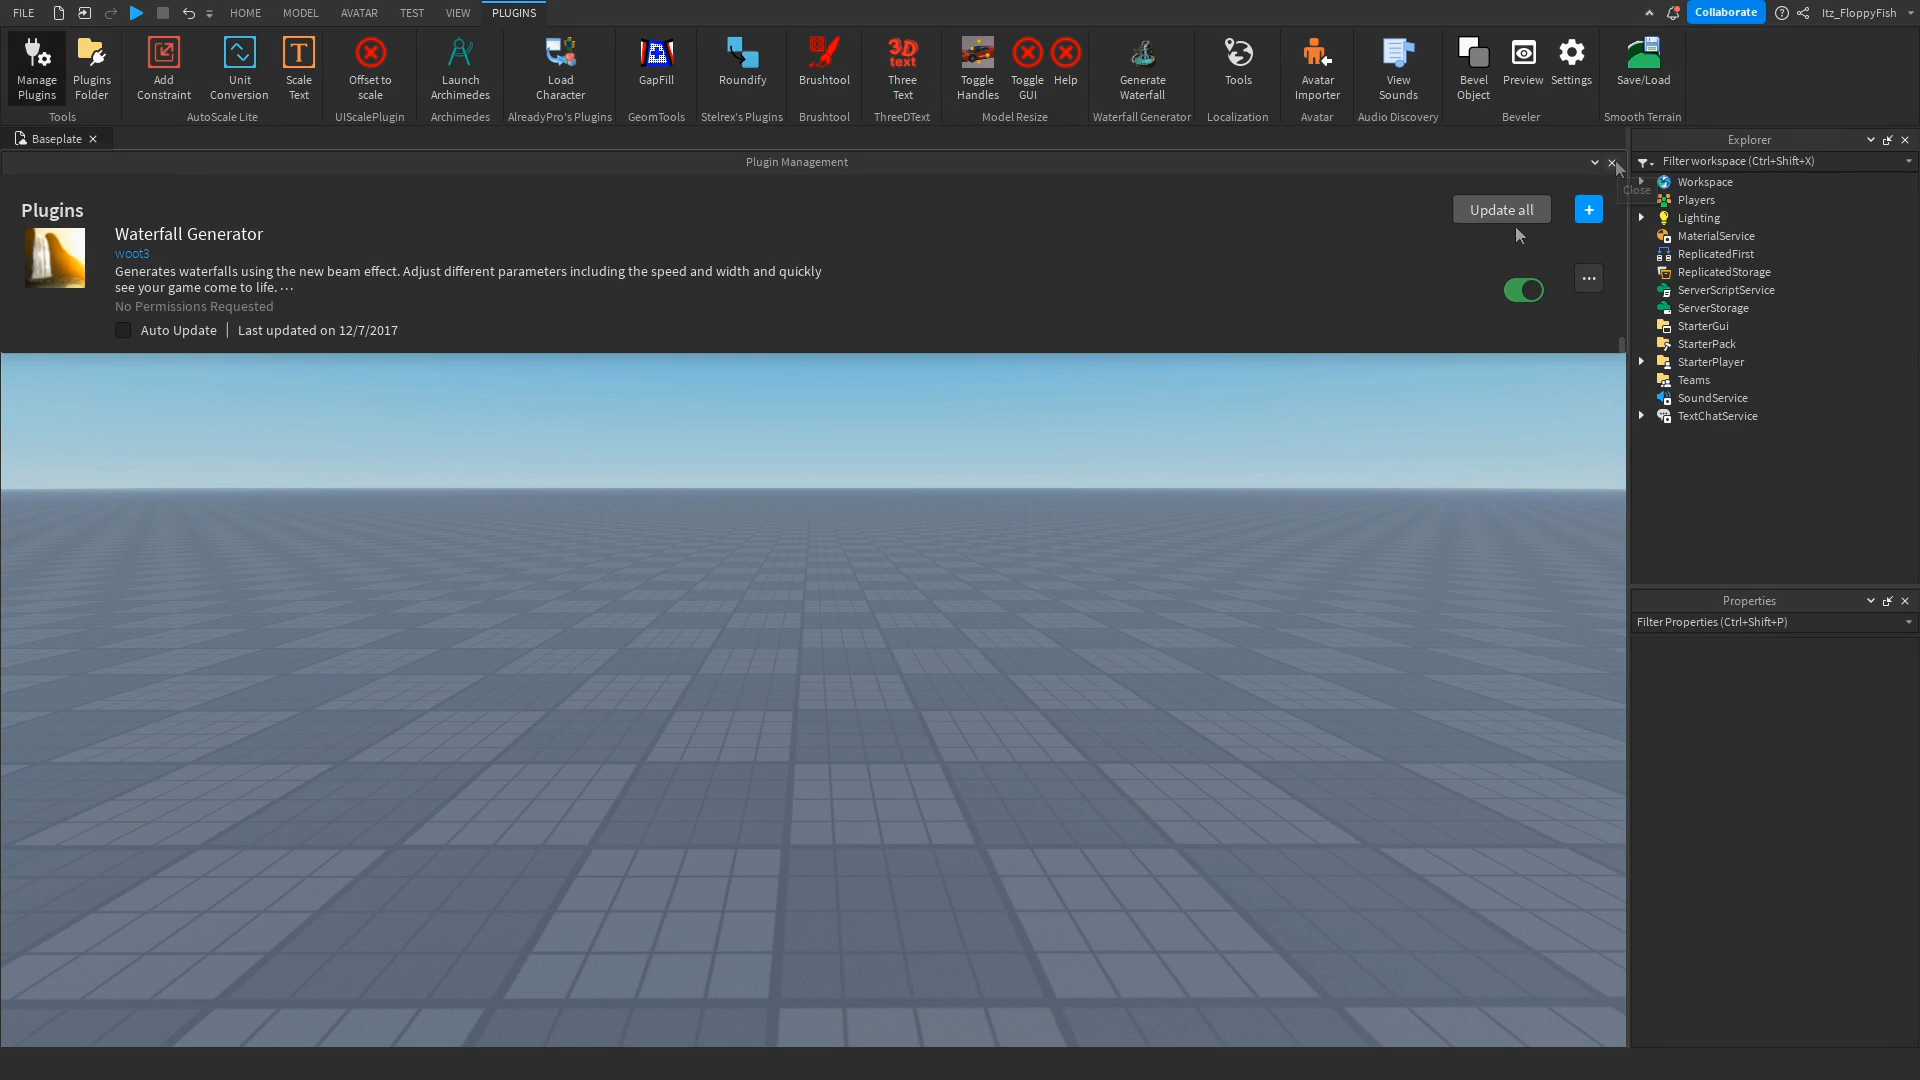 FILE HOME MODEL AVATAR TEST VIEW PLUGINS Collaborate Itz_FloppyFish
Manage Plugins
Plugins Folder
Tools
Add Constraint
Unit Conversion
Scale Text
AutoScale Lite
Offset to scale
UIScalePlugin
Launch Archimedes
Archimedes
Load Character
AlreadyPro's Plugins
GapFill
GeomTools
Roundify
Stelrex's Plugins
Brushtool
Brushtool
3D text
Three Text
ThreeDText
Toggle Handles
Toggle GUI
Help
Model Resize
Generate Waterfall
Waterfall Generator
Tools
Localization
Avatar Importer
Avatar
View Sounds
Audio Discovery
Bevel Object
Preview
Settings
Beveler
Save/Load
Smooth Terrain
Baseplate
Plugin Management
Close
Plugins
Update all
+
Waterfall Generator
woot3
Generates waterfalls using the new beam effect. Adjust different parameters including the speed and width and quickly
see your game come to life. ...
No Permissions Requested
Auto Update | Last updated on 12/7/2017
Explorer
Filter workspace (Ctrl+Shift+X)
Workspace
Players
Lighting
MaterialService
ReplicatedFirst
ReplicatedStorage
ServerScriptService
ServerStorage
StarterGui
StarterPack
StarterPlayer
Teams
SoundService
TextChatService
Properties
Filter Properties (Ctrl+Shift+P)